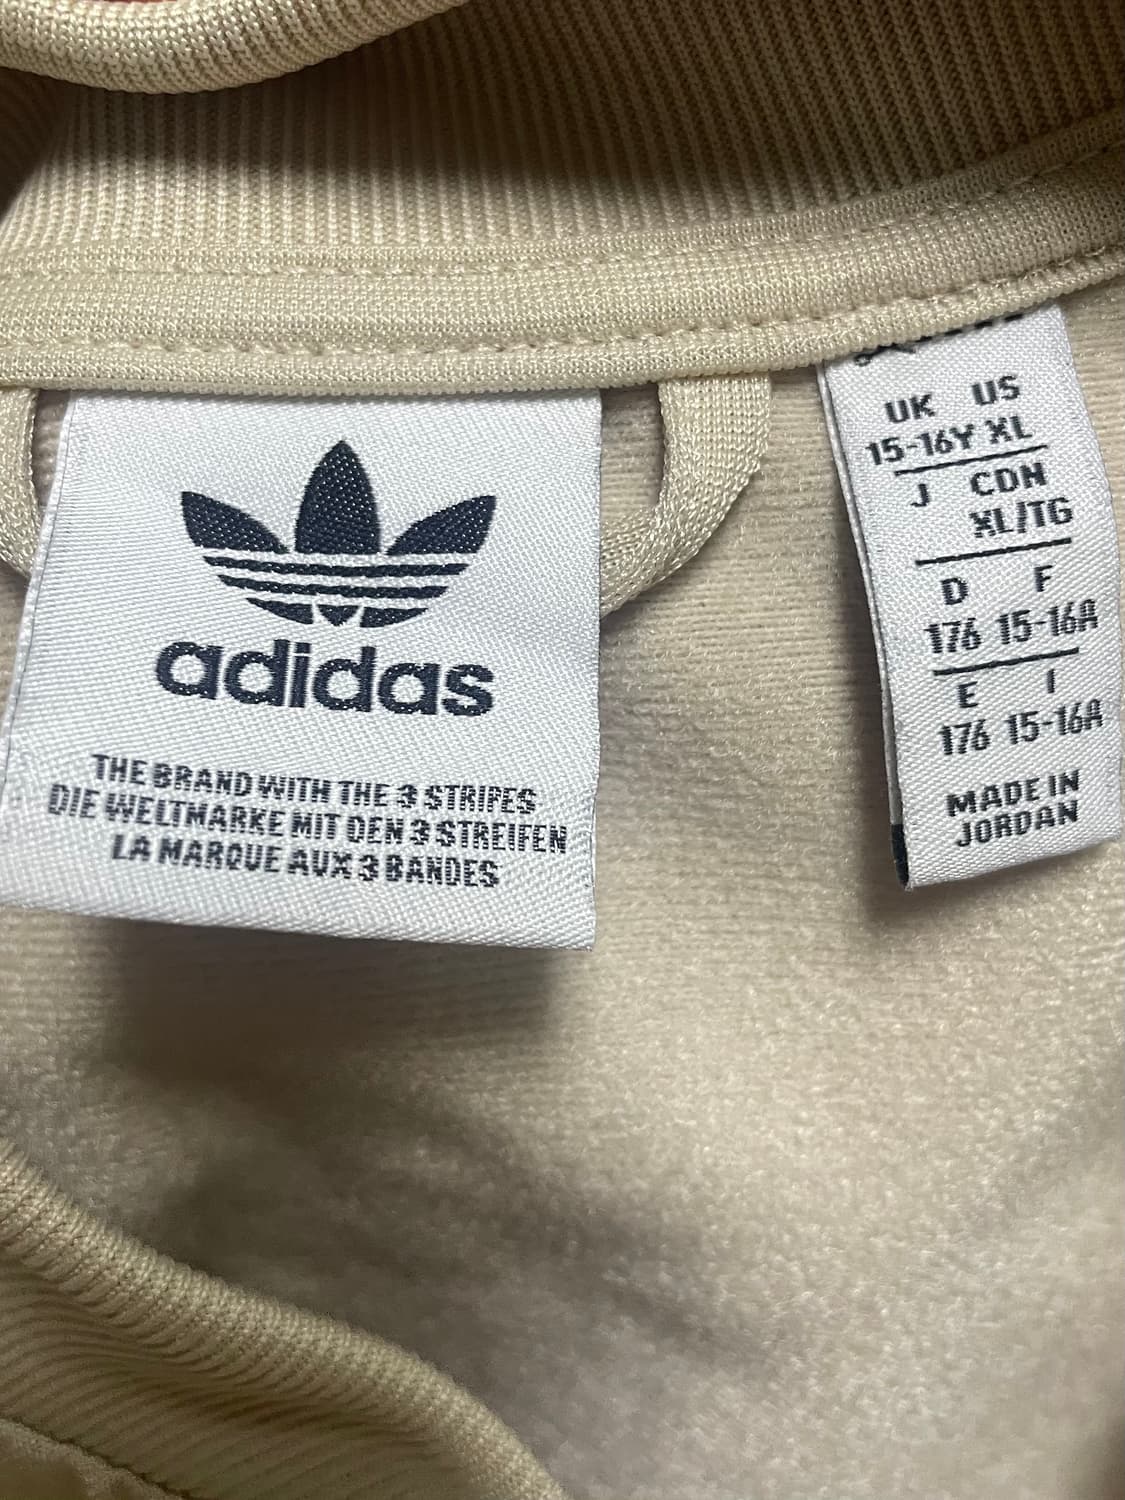 adidas
THE BRAND WITH THE 3 STRIPES
DIE WELTMARKE MIT DEN 3 STREIFEN
LA MARQUE AUX 3 BANDES
UK US
15-16Y XL
J CDN
XL/TG
D F
176 15-16A
E I
176 15-16A
MADE IN
JORDAN